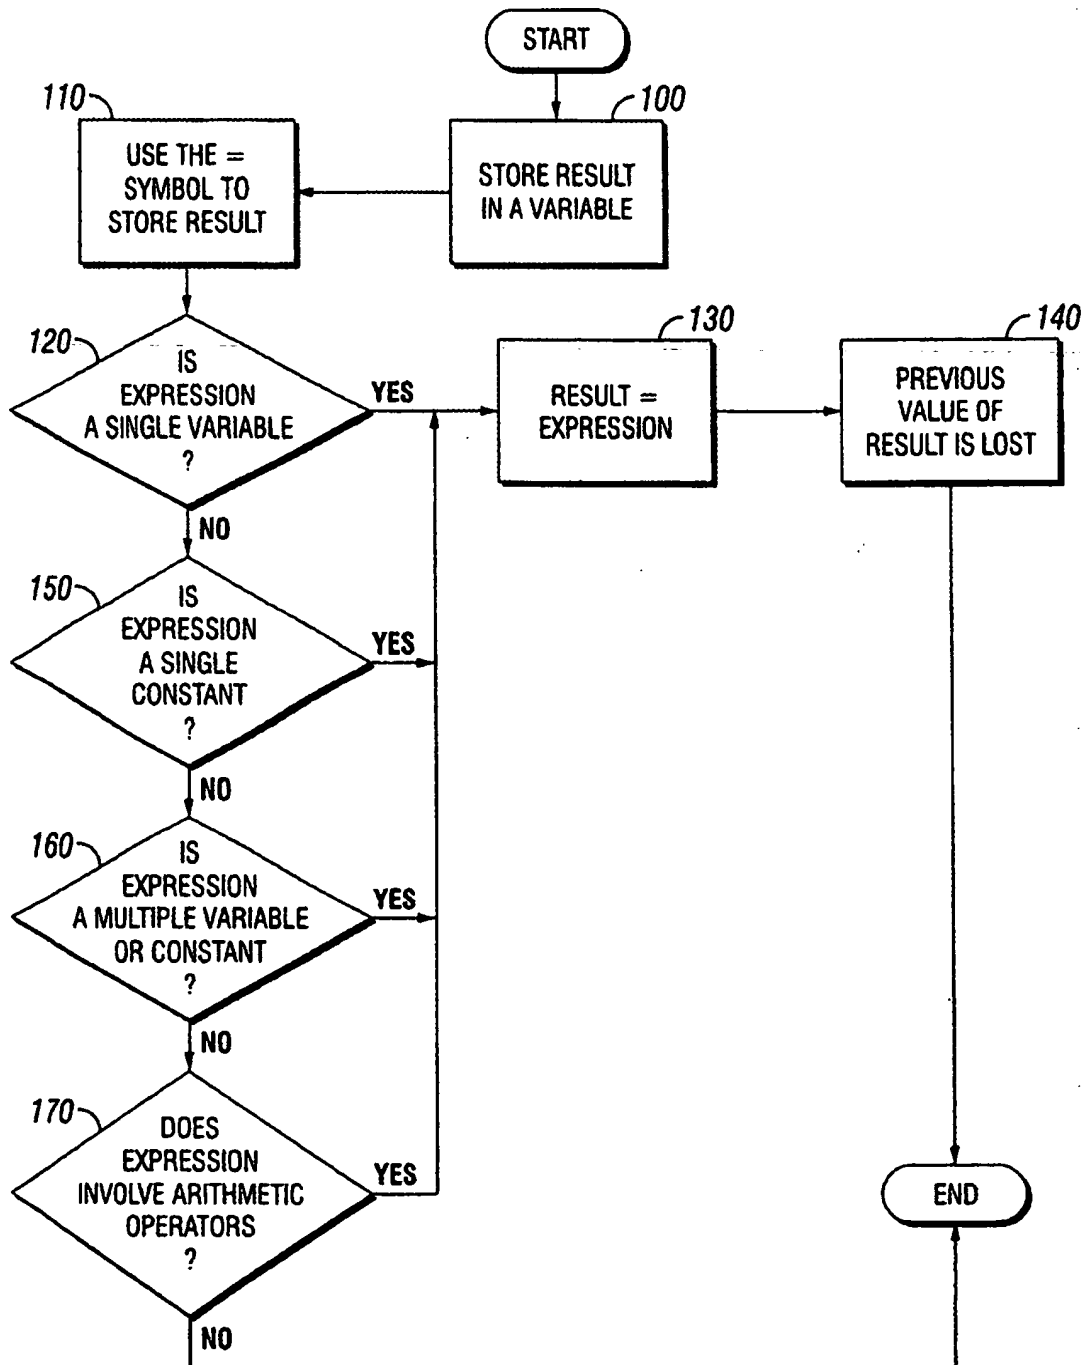 START
100
STORE RESULT
IN A VARIABLE
110
USE THE =
SYMBOL TO
STORE RESULT
120
IS
EXPRESSION
A SINGLE VARIABLE
?
YES
NO
130
RESULT =
EXPRESSION
140
PREVIOUS
VALUE OF
RESULT IS LOST
150
IS
EXPRESSION
A SINGLE
CONSTANT
?
YES
NO
160
IS
EXPRESSION
A MULTIPLE VARIABLE
OR CONSTANT
?
YES
NO
170
DOES
EXPRESSION
INVOLVE ARITHMETIC
OPERATORS
?
YES
NO
END